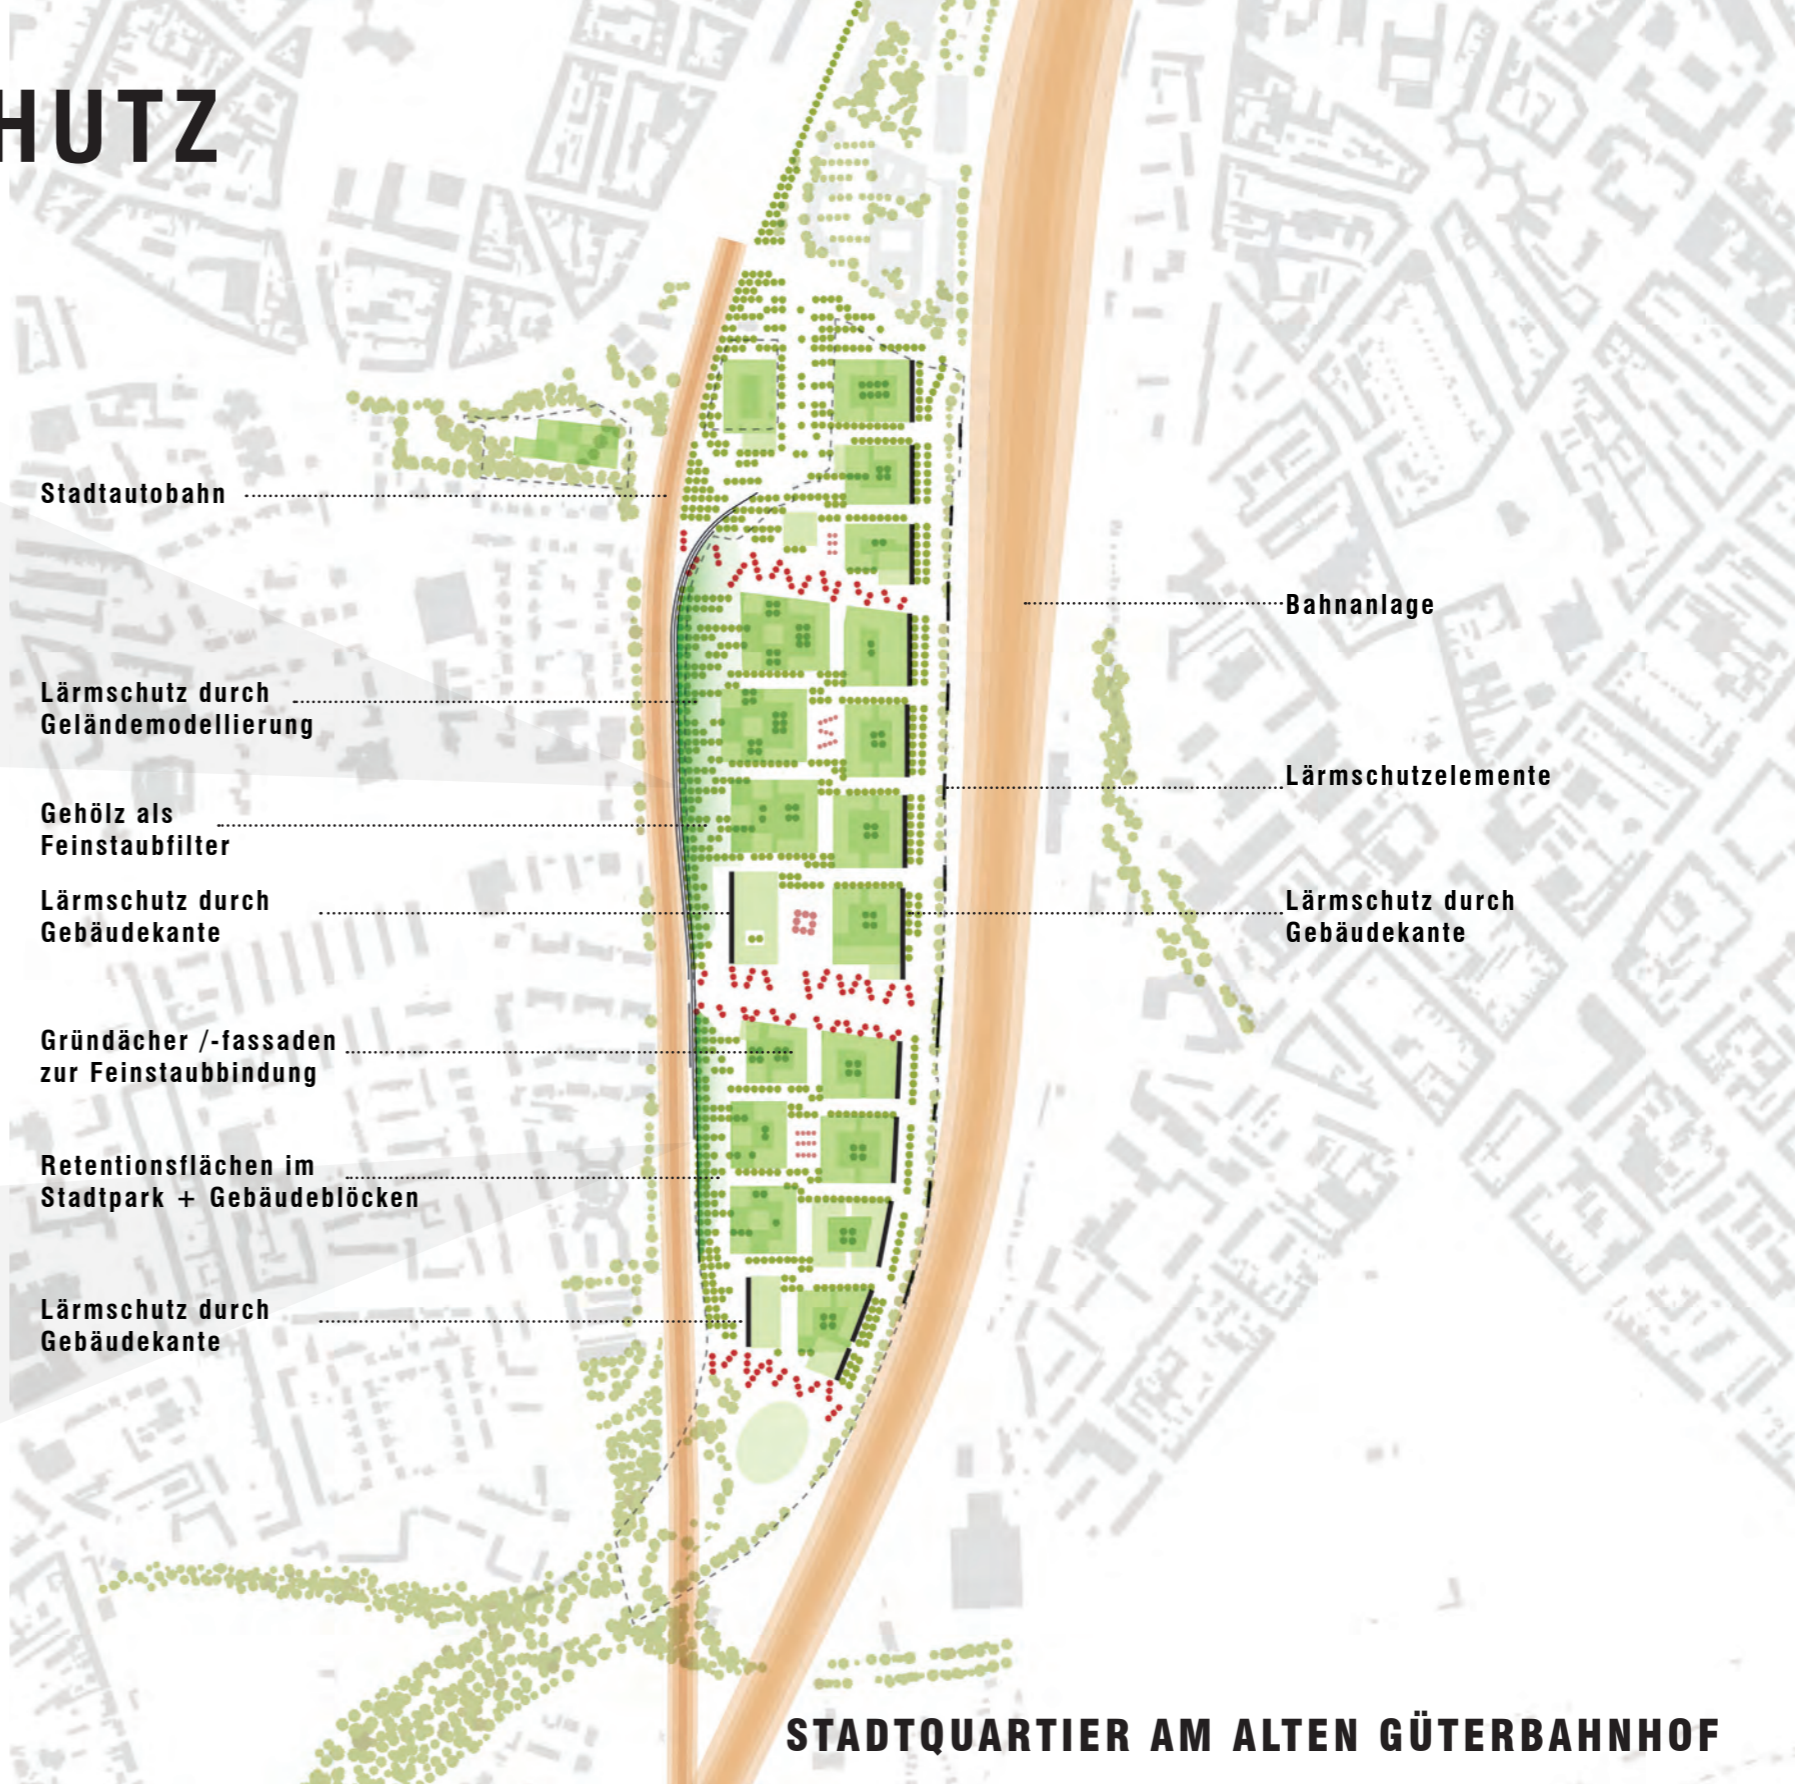 HUTZ
Stadtautobahn
Lärmschutz durch
Geländemodellierung
Gehölz als
Feinstaubfilter
Lärmschutz durch
Gebäudekante
Gründächer /-fassaden
zur Feinstaubbindung
Retentionsflächen im
Stadtpark + Gebäudeblöcken
Lärmschutz durch
Gebäudekante
Bahnanlage
Lärmschutzelemente
Lärmschutz durch
Gebäudekante
STADTQUARTIER AM ALTEN GÜTERBAHNHOF